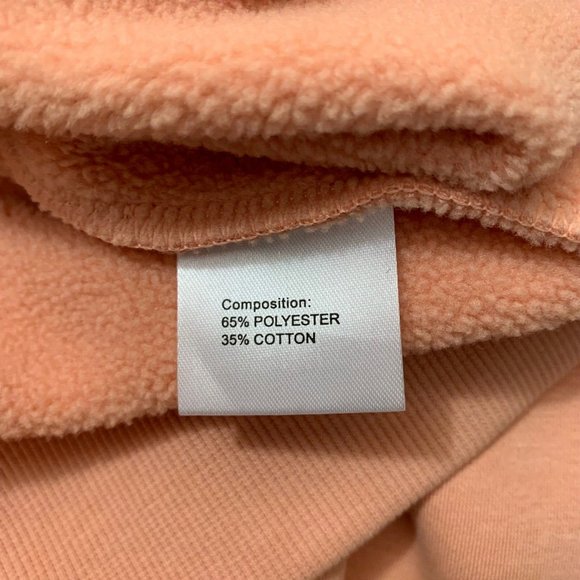 Composition:
65% POLYESTER
35% COTTON